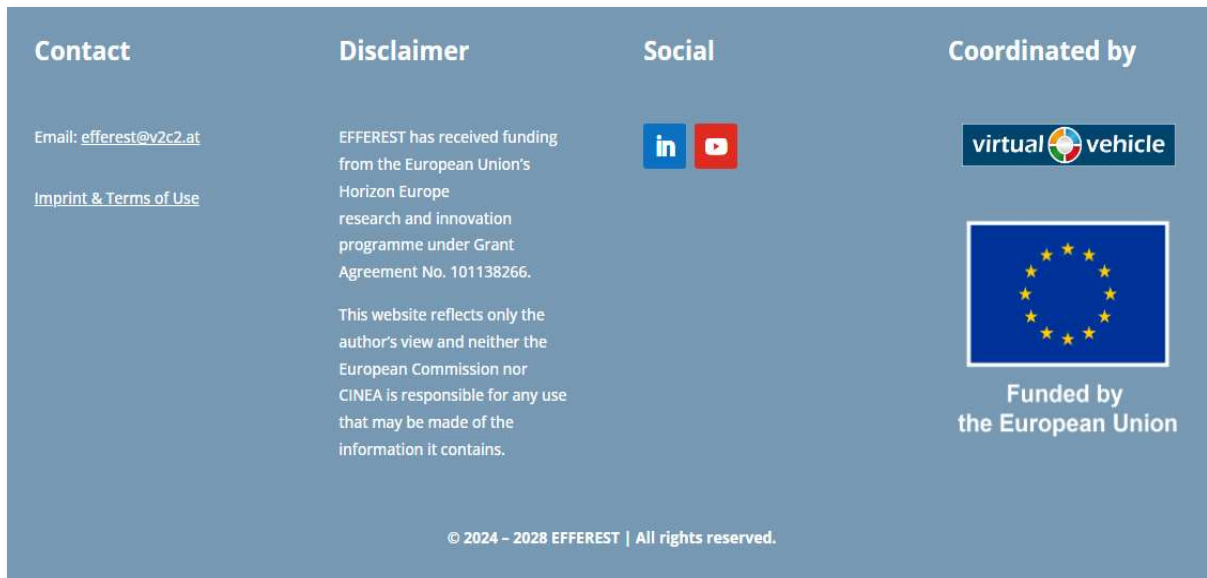 Contact
Email: efferest@v2c2.at
Imprint & Terms of Use
Disclaimer
EFFEREST has received funding
from the European Union's
Horizon Europe
research and innovation
programme under Grant
Agreement No. 101138266.
This website reflects only the
author's view and neither the
European Commission nor
CINEA is responsible for any use
that may be made of the
information it contains.
Social
in
Coordinated by
virtual vehicle
Funded by
the European Union
© 2024 – 2028 EFFEREST | All rights reserved.